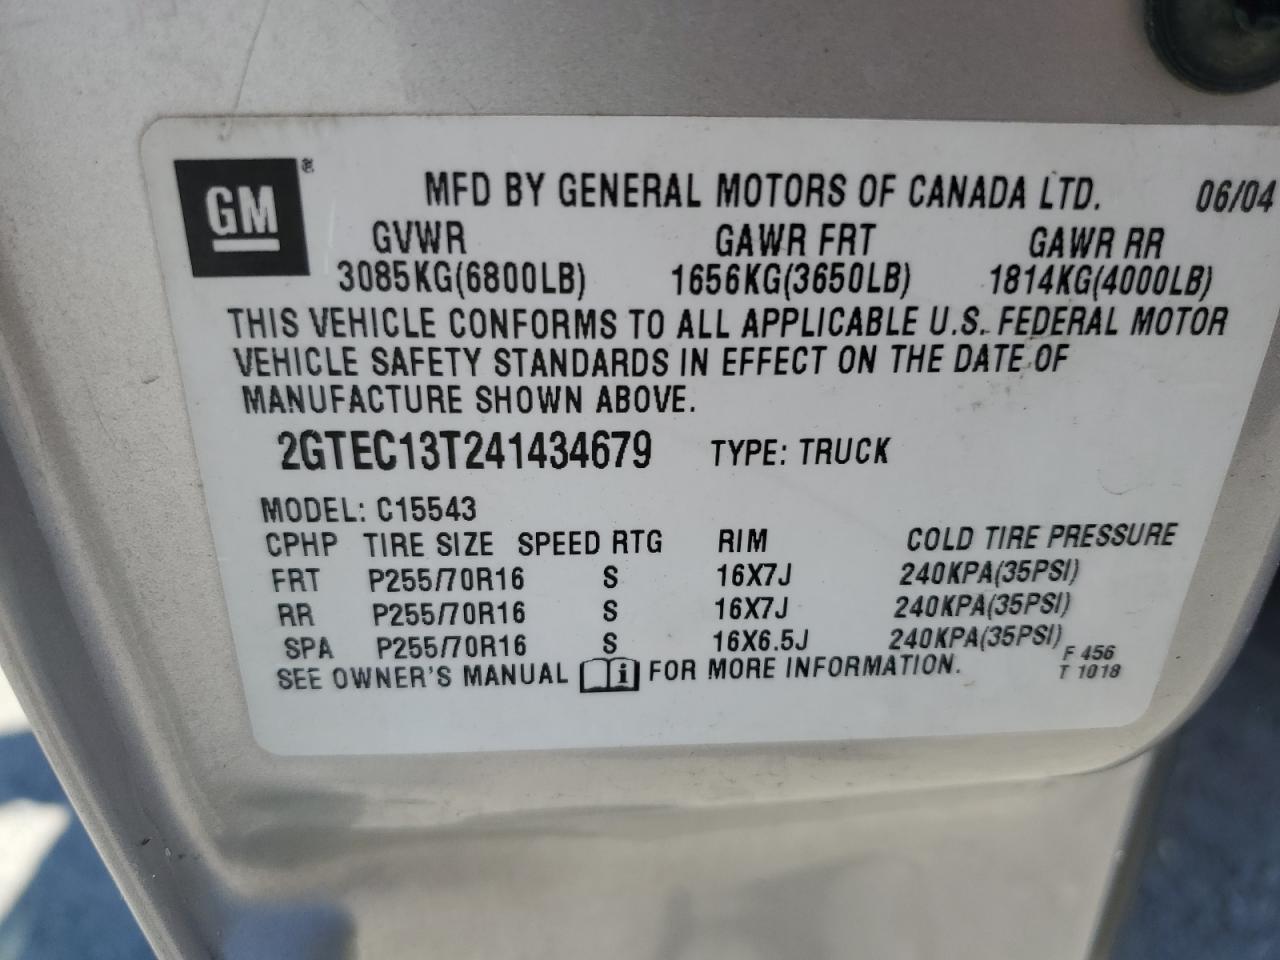 GM ®
MFD BY GENERAL MOTORS OF CANADA LTD. 06/04
GVWR GAWR FRT GAWR RR
3085KG(6800LB) 1656KG(3650LB) 1814KG(4000LB)
THIS VEHICLE CONFORMS TO ALL APPLICABLE U.S. FEDERAL MOTOR
VEHICLE SAFETY STANDARDS IN EFFECT ON THE DATE OF
MANUFACTURE SHOWN ABOVE.
2GTEC13T241434679 TYPE: TRUCK
MODEL: C15543
CPHP TIRE SIZE SPEED RTG RIM COLD TIRE PRESSURE
FRT P255/70R16 S 16X7J 240KPA(35PSI)
RR P255/70R16 S 16X7J 240KPA(35PSI)
SPA P255/70R16 S 16X6.5J 240KPA(35PSI)
SEE OWNER'S MANUAL i FOR MORE INFORMATION.
F 456
T 1018